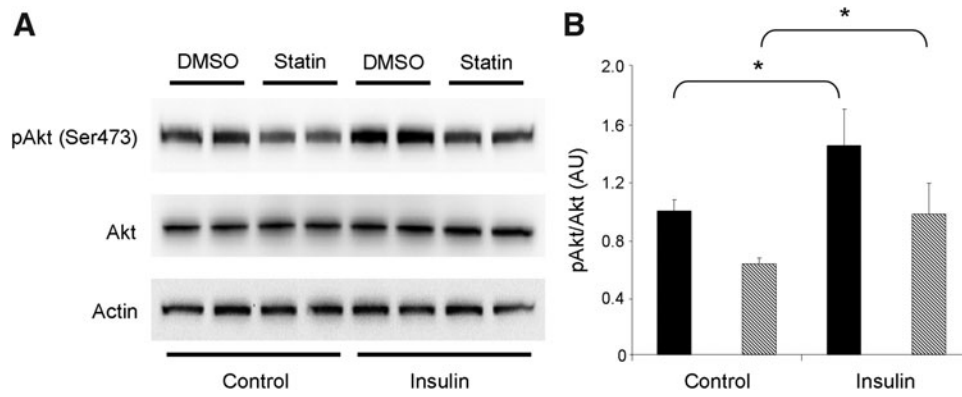 A
DMSO Statin DMSO Statin
pAkt (Ser473)
Akt
Actin
Control Insulin
B
*
*
pAkt/Akt (AU)
2.0
1.6
1.2
0.8
0.4
0
Control Insulin